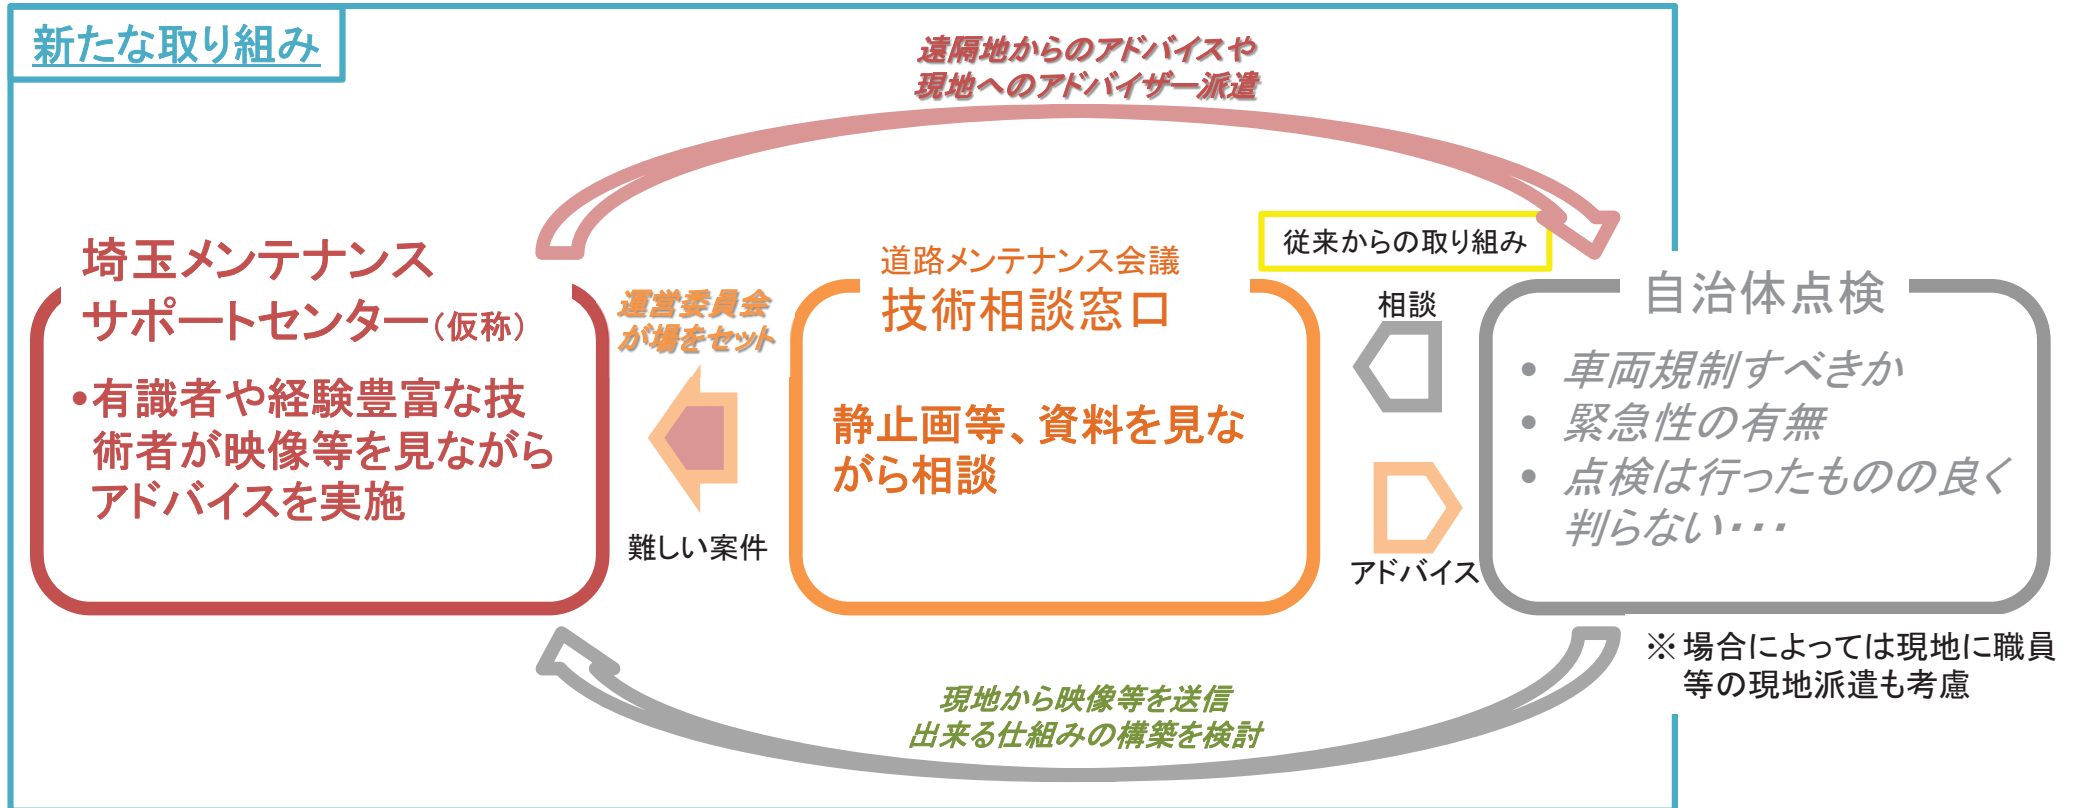 新たな取り組み
遠隔地からのアドバイスや
現地へのアドバイザー派遣
埼玉メンテナンス
サポートセンター(仮称)
•有識者や経験豊富な技
術者が映像等を見ながら
アドバイスを実施
運営委員会
が場をセット
難しい案件
道路メンテナンス会議
技術相談窓口
静止画等、資料を見な
がら相談
従来からの取り組み
相談
アドバイス
自治体点検
• 車両規制すべきか
• 緊急性の有無
• 点検は行ったものの良く
判らない・・・
※場合によっては現地に職員
等の現地派遣も考慮
現地から映像等を送信
出来る仕組みの構築を検討